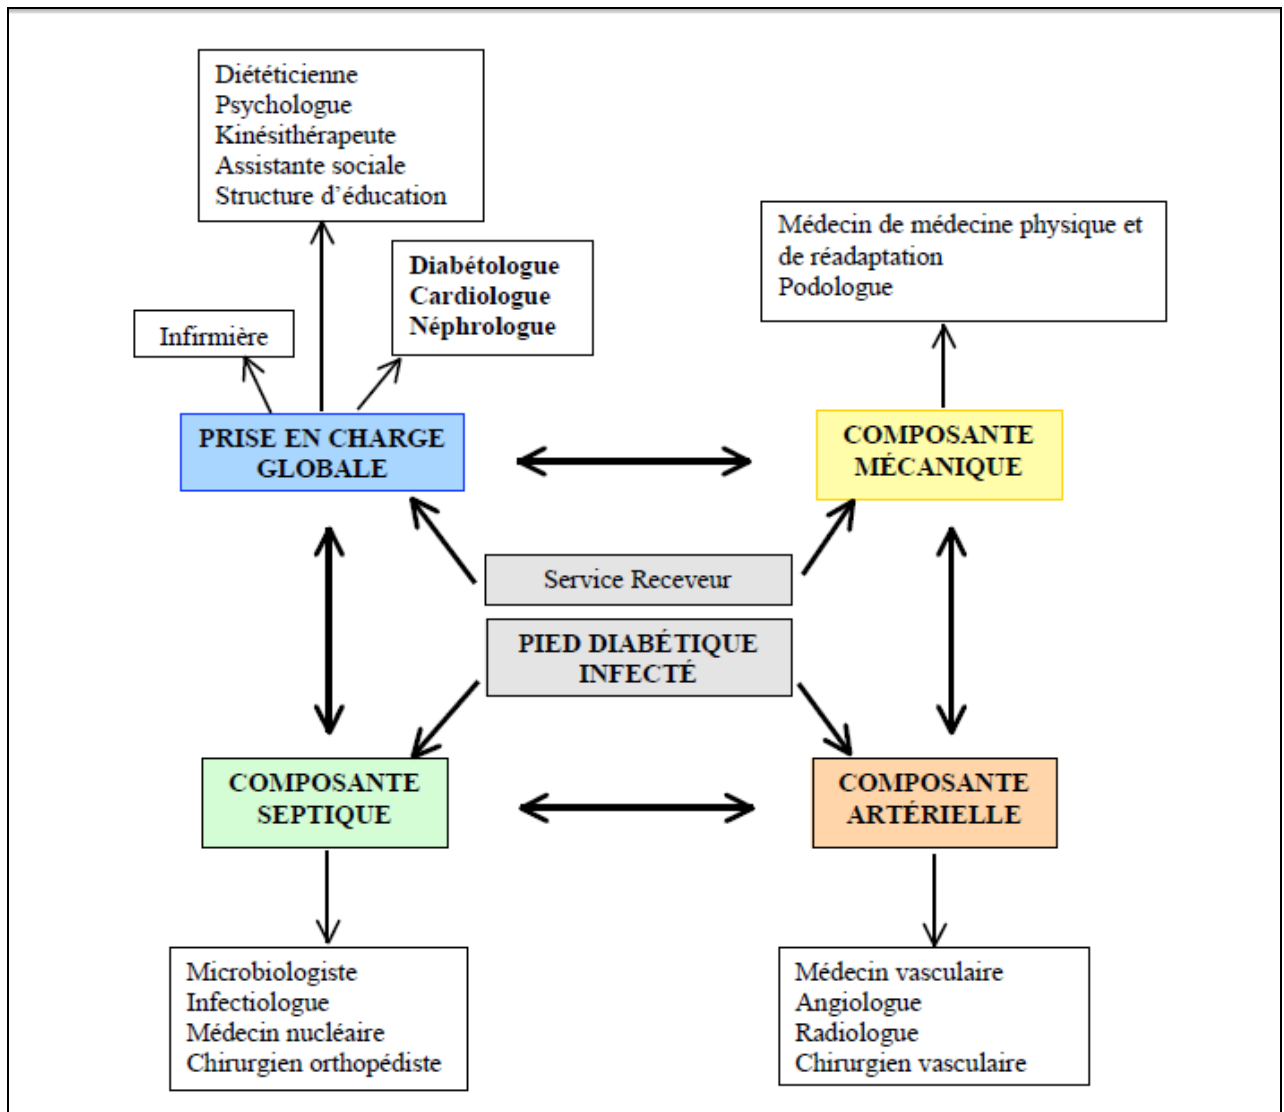 Diététicienne
Psychologue
Kinésithérapeute
Assistante sociale
Structure d'éducation
Médecin de médecine physique et
de réadaptation
Podologue
Diabétologue
Cardiologue
Néphrologue
Infirmière
PRISE EN CHARGE
GLOBALE
COMPOSANTE
MÉCANIQUE
Service Receveur
PIED DIABÉTIQUE
INFECTÉ
COMPOSANTE
SEPTIQUE
COMPOSANTE
ARTÉRIELLE
Microbiologiste
Infectiologue
Médecin nucléaire
Chirurgien orthopédiste
Médecin vasculaire
Angiologue
Radiologue
Chirurgien vasculaire